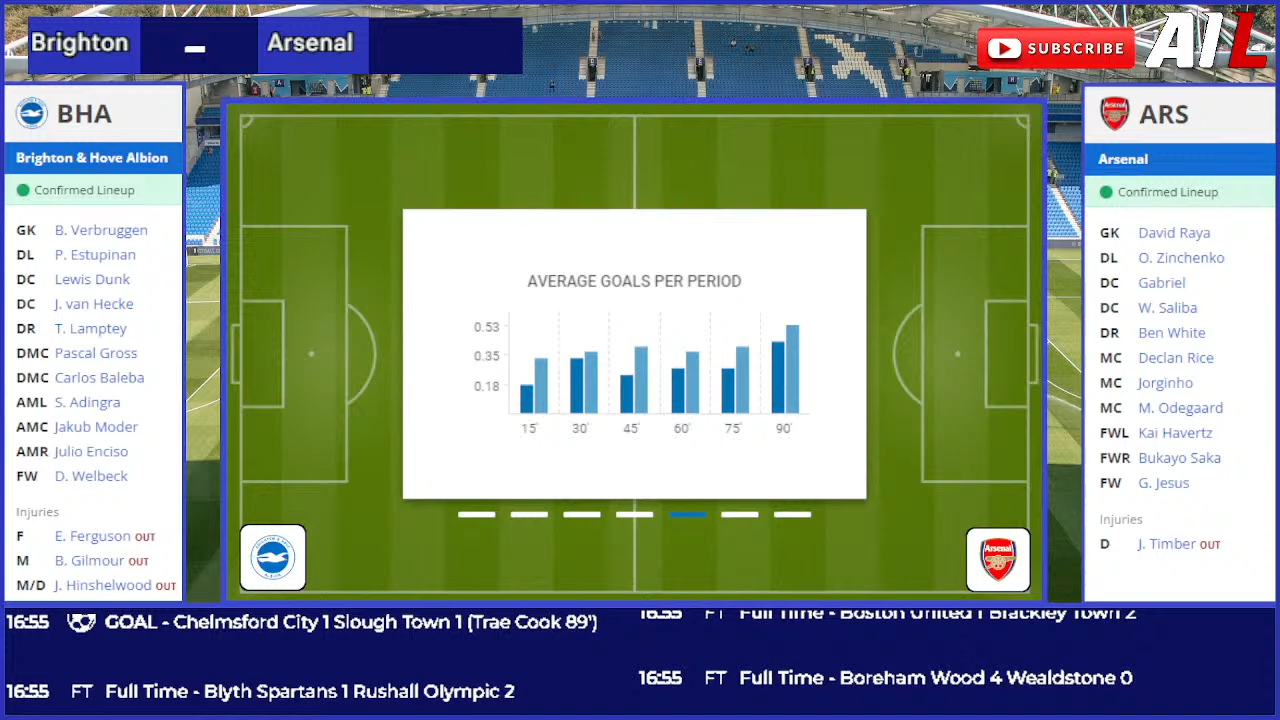 Brighton - Arsenal
SUBSCRIBE
AIL
BHA
Brighton & Hove Albion
Confirmed Lineup
GK B. Verbruggen
DL P. Estupinan
DC Lewis Dunk
DC J. van Hecke
DR T. Lamptey
DMC Pascal Gross
DMC Carlos Baleba
AML S. Adingra
AMC Jakub Moder
AMR Julio Enciso
FW D. Welbeck
Injuries
F E. Ferguson OUT
M B. Gilmour OUT
M/D J. Hinshelwood OUT
AVERAGE GOALS PER PERIOD
0.53
0.35
0.18
15' 30' 45' 60' 75' 90'
Arsenal
ARS
Arsenal
Confirmed Lineup
GK David Raya
DL O. Zinchenko
DC Gabriel
DC W. Saliba
DR Ben White
MC Declan Rice
MC Jorginho
MC M. Odegaard
FWL Kai Havertz
FWR Bukayo Saka
FW G. Jesus
Injuries
D J. Timber OUT
Arsenal
16:55 GOAL - Chelmsford City 1 Slough Town 1 (Trae Cook 89')
16:55 FT Full Time - Blyth Spartans 1 Rushall Olympic 2
16:55 FT Full Time - Boston United 1 Brackley Town 2
16:55 FT Full Time - Boreham Wood 4 Wealdstone 0